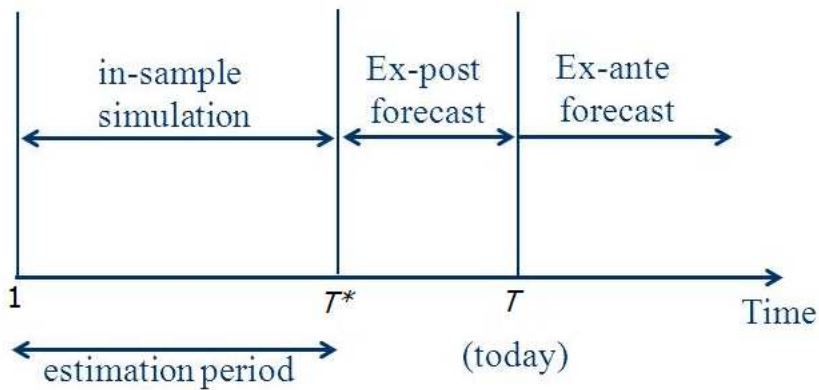 in-sample
simulation
Ex-post
forecast
Ex-ante
forecast
1
T*
T
Time
estimation period
(today)